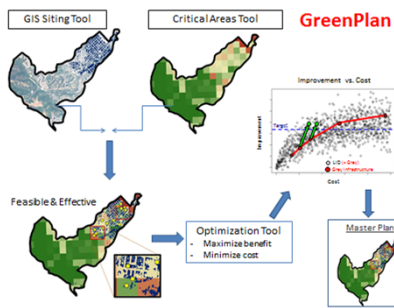 GIS Siting Tool
Critical Areas Tool
GreenPlan
Improvement vs. Cost
Target
Improvement
Cost
Feasible & Effective
Optimization Tool
- Maximize benefit
- Minimize cost
Master Plan